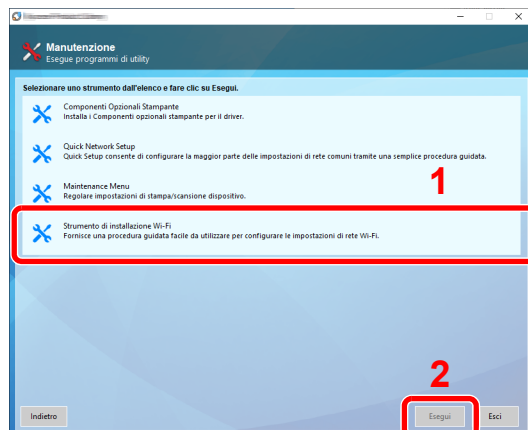 Manutenzione
Esegue programmi di utility
Selezionare uno strumento dall'elenco e fare clic su Esegui.
Componenti Opzionali Stampante
Installa i Componenti opzionali stampante per il driver.
Quick Network Setup
Quick Setup consente di configurare la maggior parte delle impostazioni di rete comuni tramite una semplice procedura guidata.
Maintenance Menu
Regolare impostazioni di stampa/scansione dispositivo.
1
Strumento di installazione Wi-Fi
Fornisce una procedura guidata facile da utilizzare per configurare le impostazioni di rete Wi-Fi.
2
Indietro
Esegui
Esci